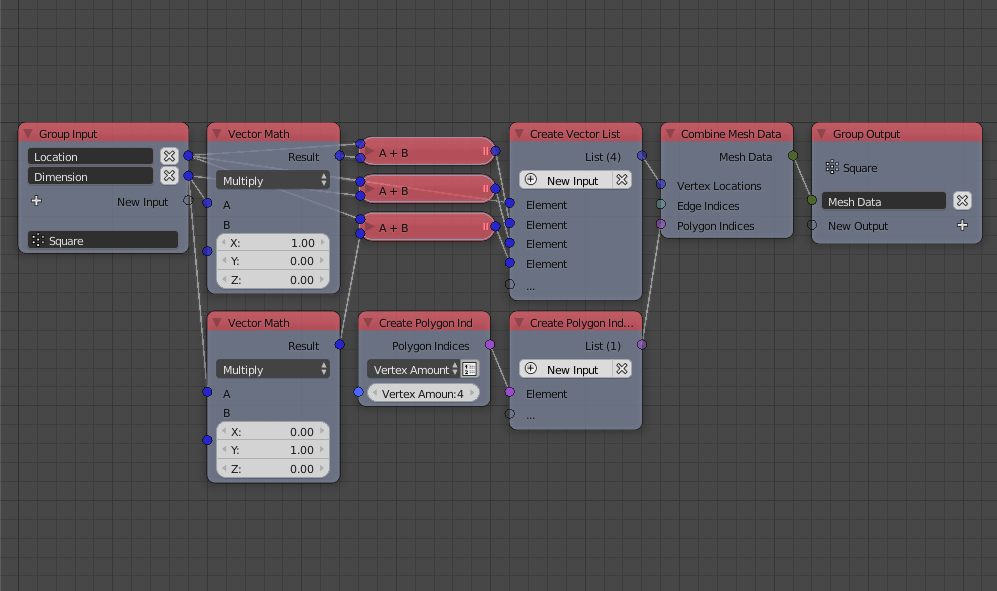 Group Input
Location
Dimension
New Input
Square
Vector Math
Result
Multiply
A
B
X: 1.00
Y: 0.00
Z: 0.00
Vector Math
Result
Multiply
A
B
X: 0.00
Y: 1.00
Z: 0.00
A + B
A + B
A + B
Create Polygon Ind
Polygon Indices
Vertex Amount
Vertex Amoun:4
Create Vector List
List (4)
New Input
Element
Element
Element
Element
...
Create Polygon Ind...
List (1)
New Input
Element
...
Combine Mesh Data
Mesh Data
Vertex Locations
Edge Indices
Polygon Indices
Group Output
Square
Mesh Data
New Output